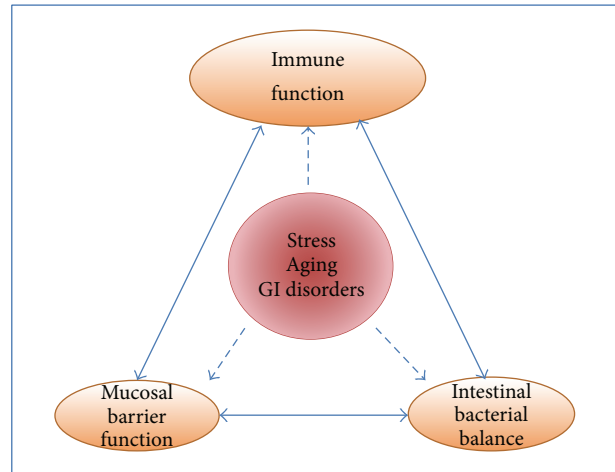 Immune
function
Stress
Aging
GI disorders
Mucosal
barrier
function
Intestinal
bacterial
balance